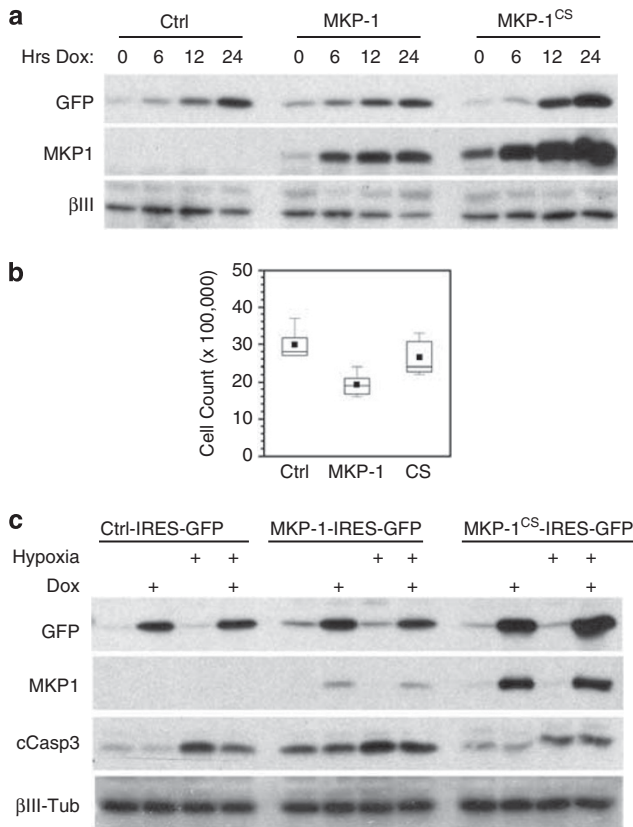 a
Ctrl MKP-1 MKP-1CS
Hrs Dox: 0 6 12 24 0 6 12 24 0 6 12 24
GFP
MKP1
βIII
b
Cell Count (x 100,000)
50
40
30
20
10
0
Ctrl MKP-1 CS
c
Ctrl-IRES-GFP MKP-1-IRES-GFP MKP-1CS-IRES-GFP
Hypoxia + + + + + +
Dox + + + + + +
GFP
MKP1
cCasp3
βIII-Tub